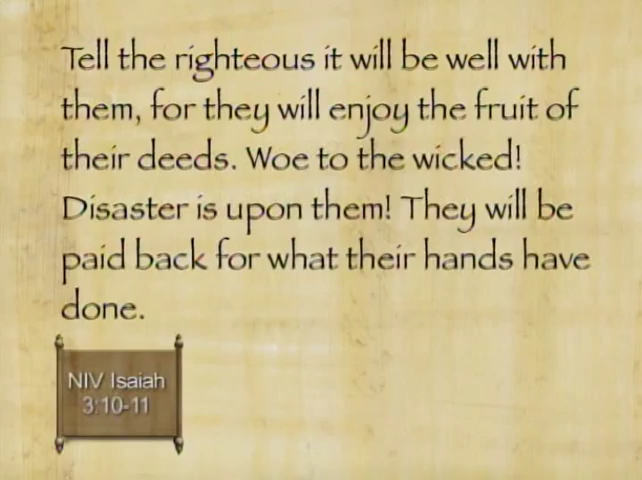 Tell the righteous it will be well with
them, for they will enjoy the fruit of
their deeds. Woe to the wicked!
Disaster is upon them! They will be
paid back for what their hands have
done.
NIV Isaiah
3:10-11